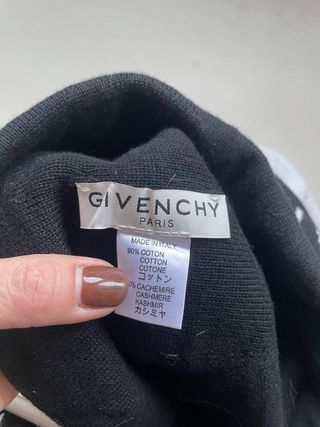 GIVENCHY
PARIS
MADE IN ITALY
90% COTON
COTTON
COTONE
コットン
0% CACHEMIRE
CASHMERE
KASHMIR
カシミヤ